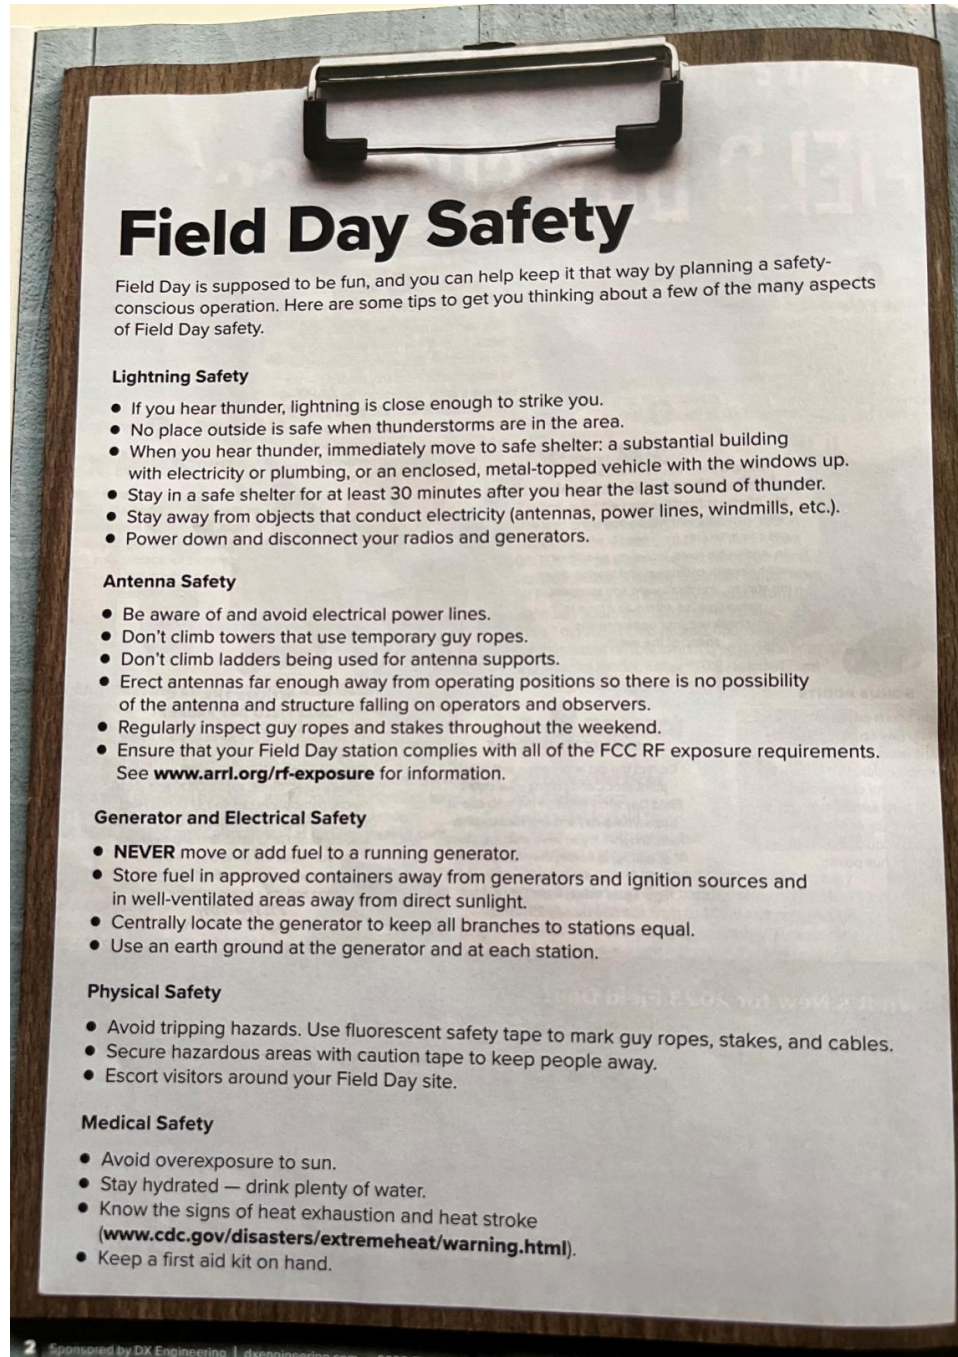 Field Day Safety
Field Day is supposed to be fun, and you can help keep it that way by planning a safety-
conscious operation. Here are some tips to get you thinking about a few of the many aspects
of Field Day safety.
Lightning Safety
● If you hear thunder, lightning is close enough to strike you.
● No place outside is safe when thunderstorms are in the area.
● When you hear thunder, immediately move to safe shelter: a substantial building
with electricity or plumbing, or an enclosed, metal-topped vehicle with the windows up.
● Stay in a safe shelter for at least 30 minutes after you hear the last sound of thunder.
● Stay away from objects that conduct electricity (antennas, power lines, windmills, etc.).
● Power down and disconnect your radios and generators.
Antenna Safety
● Be aware of and avoid electrical power lines.
● Don't climb towers that use temporary guy ropes.
● Don't climb ladders being used for antenna supports.
● Erect antennas far enough away from operating positions so there is no possibility
of the antenna and structure falling on operators and observers.
● Regularly inspect guy ropes and stakes throughout the weekend.
● Ensure that your Field Day station complies with all of the FCC RF exposure requirements.
See www.arrl.org/rf-exposure for information.
Generator and Electrical Safety
● NEVER move or add fuel to a running generator.
● Store fuel in approved containers away from generators and ignition sources and
in well-ventilated areas away from direct sunlight.
● Centrally locate the generator to keep all branches to stations equal.
● Use an earth ground at the generator and at each station.
Physical Safety
● Avoid tripping hazards. Use fluorescent safety tape to mark guy ropes, stakes, and cables.
● Secure hazardous areas with caution tape to keep people away.
● Escort visitors around your Field Day site.
Medical Safety
● Avoid overexposure to sun.
● Stay hydrated — drink plenty of water.
● Know the signs of heat exhaustion and heat stroke
(www.cdc.gov/disasters/extremeheat/warning.html).
● Keep a first aid kit on hand.
2 Sponsored by DX Engineering | dxengineering.com